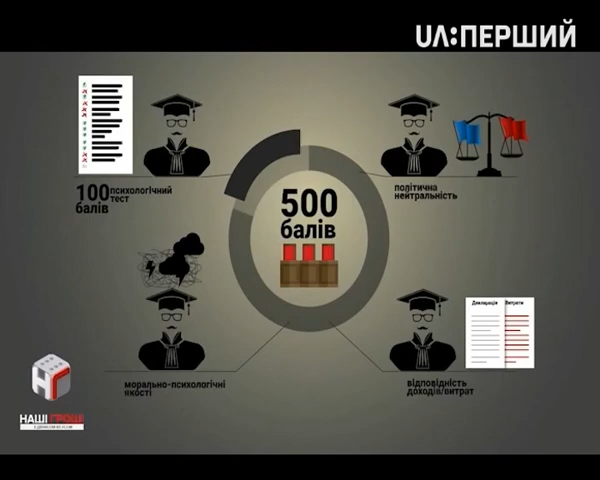 UA:ПЕРШИЙ
100 балів
психологічний
тест
500
балів
політична
нейтральність
Декларація
Витрати
морально-психологічні
якості
відповідність
доходів/витрат
НАШІ ГРОШІ